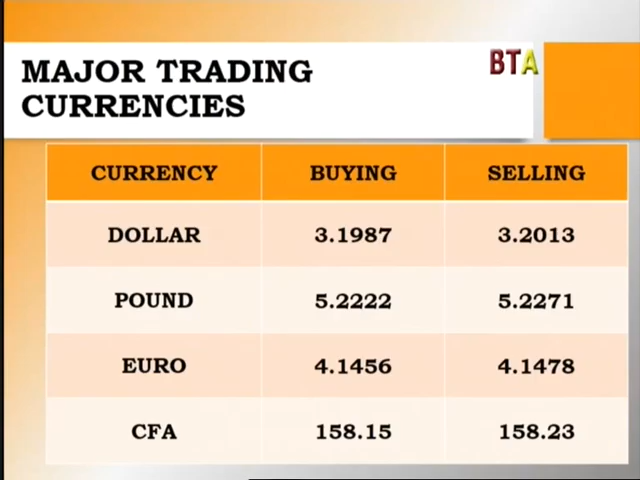 BTA
MAJOR TRADING
CURRENCIES
CURRENCY BUYING SELLING
DOLLAR 3.1987 3.2013
POUND 5.2222 5.2271
EURO 4.1456 4.1478
CFA 158.15 158.23